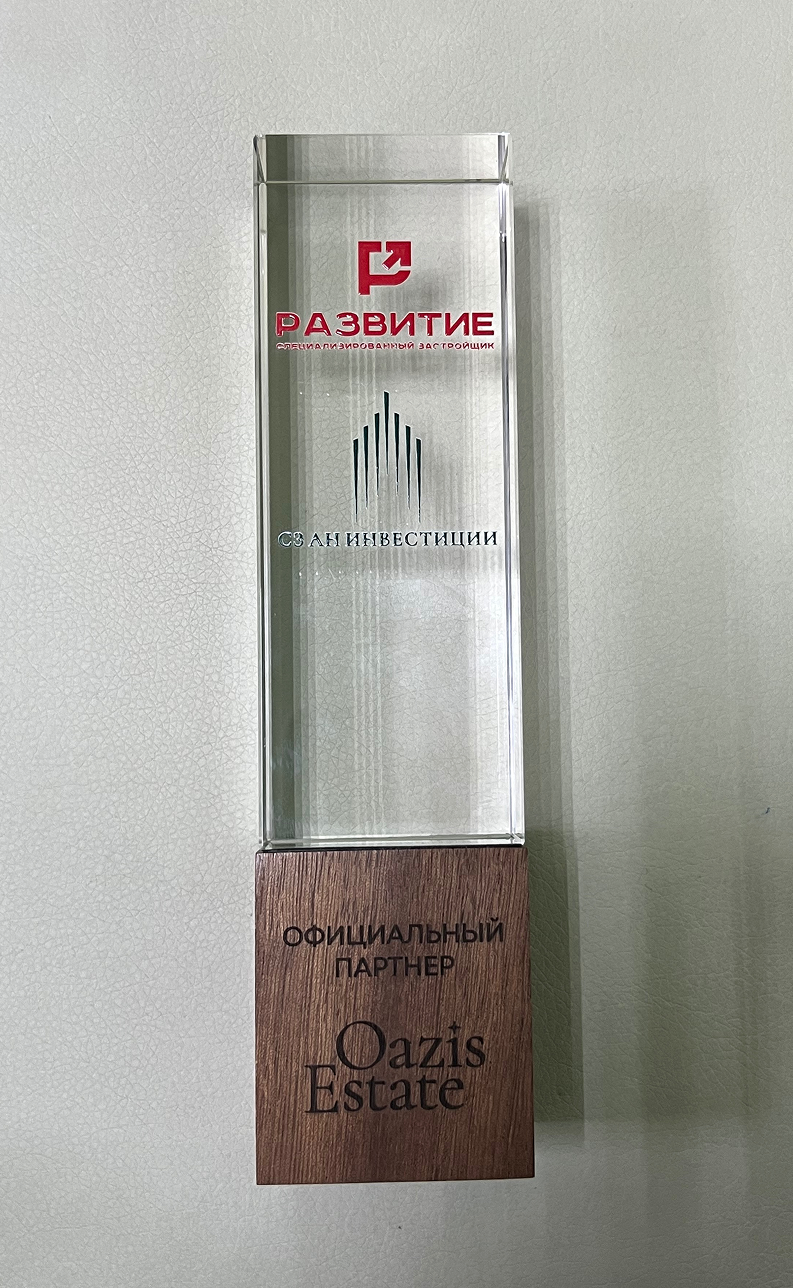 РАЗВИТИЕ
СПЕЦИАЛИЗИРОВАННЫЙ ЗАСТРОЙЩИК
СЗ АН ИНВЕСТИЦИИ
ОФИЦИАЛЬНЫЙ
ПАРТНЕР
Oazis
Estate